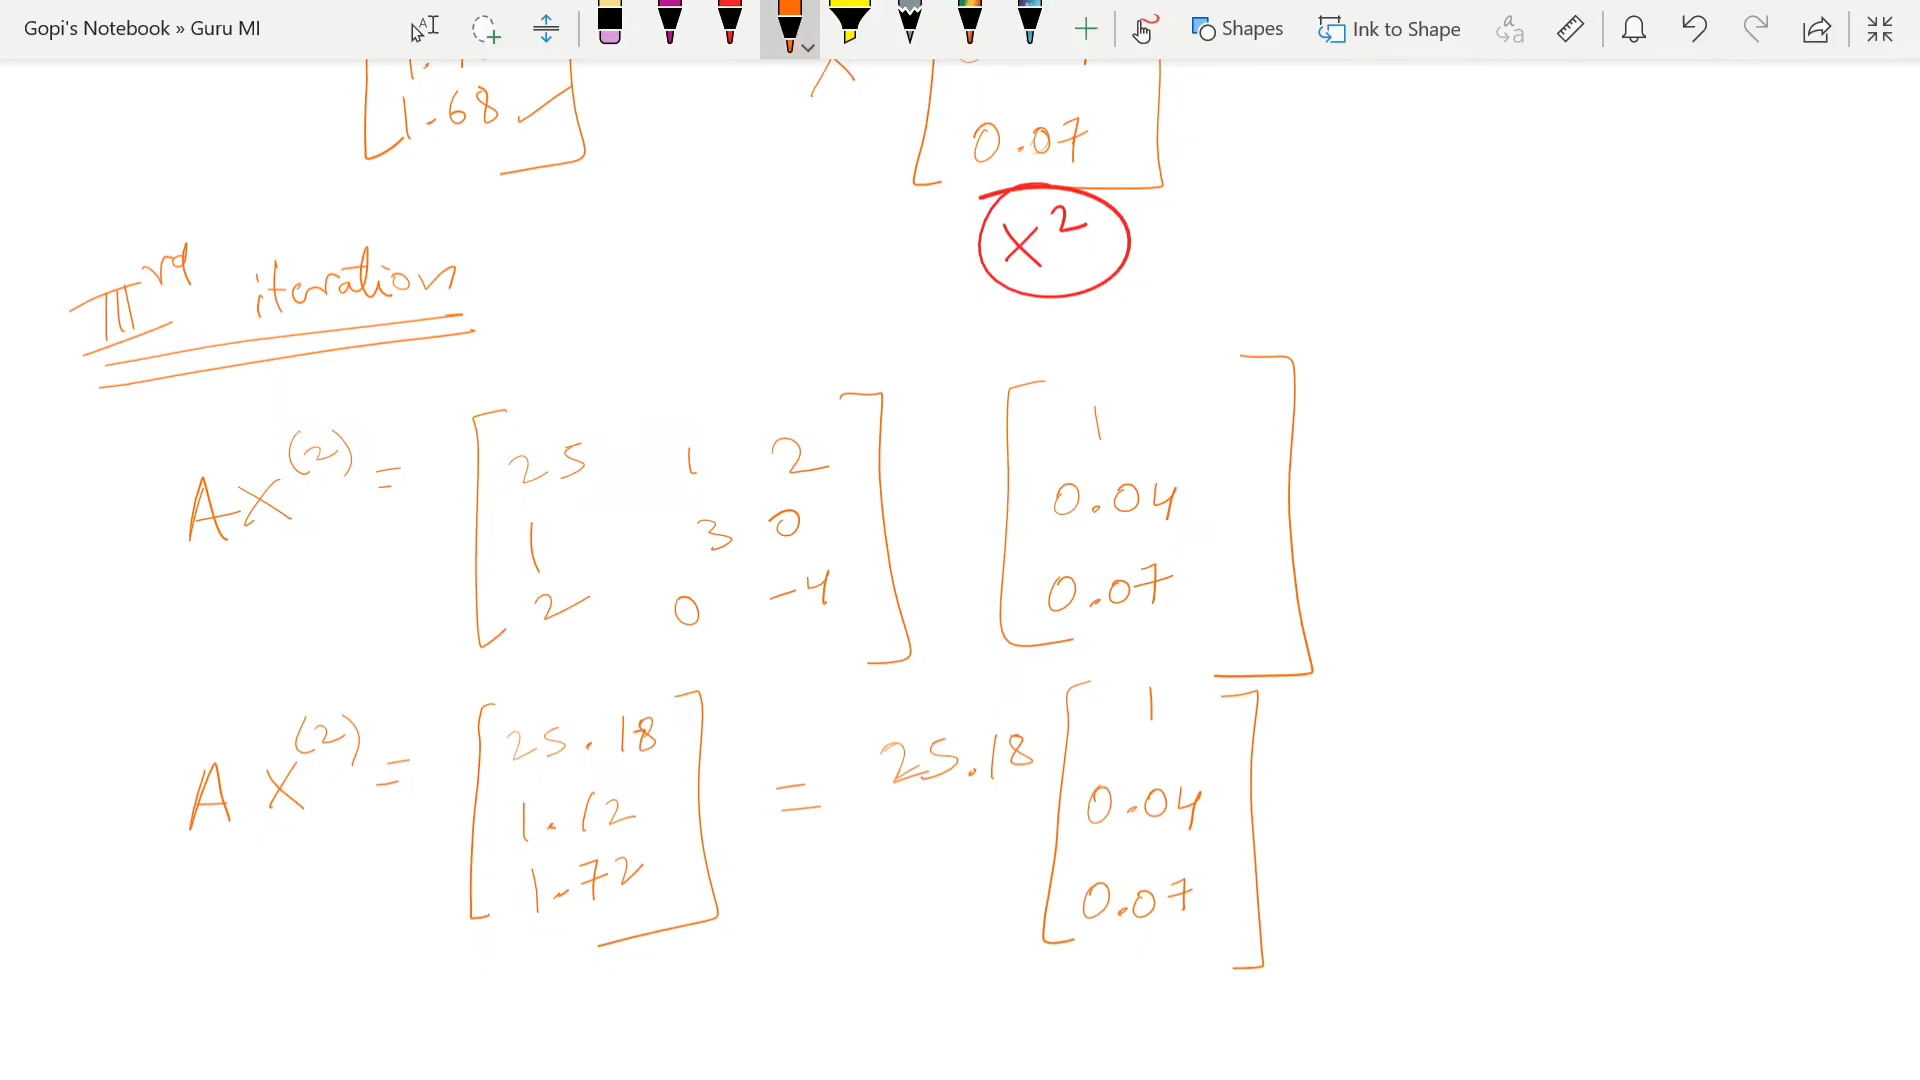 Gopi's Notebook » Guru MI
Shapes
Ink to Shape
1.68
0.07
X²
IIIrd iteration
AX^(2) = [25 1 2] [1]
[1 3 0] [0.04]
[2 0 -4] [0.07]
AX^(2) = [25.18] = 25.18 [1]
[1.12] [0.04]
[1.72] [0.07]